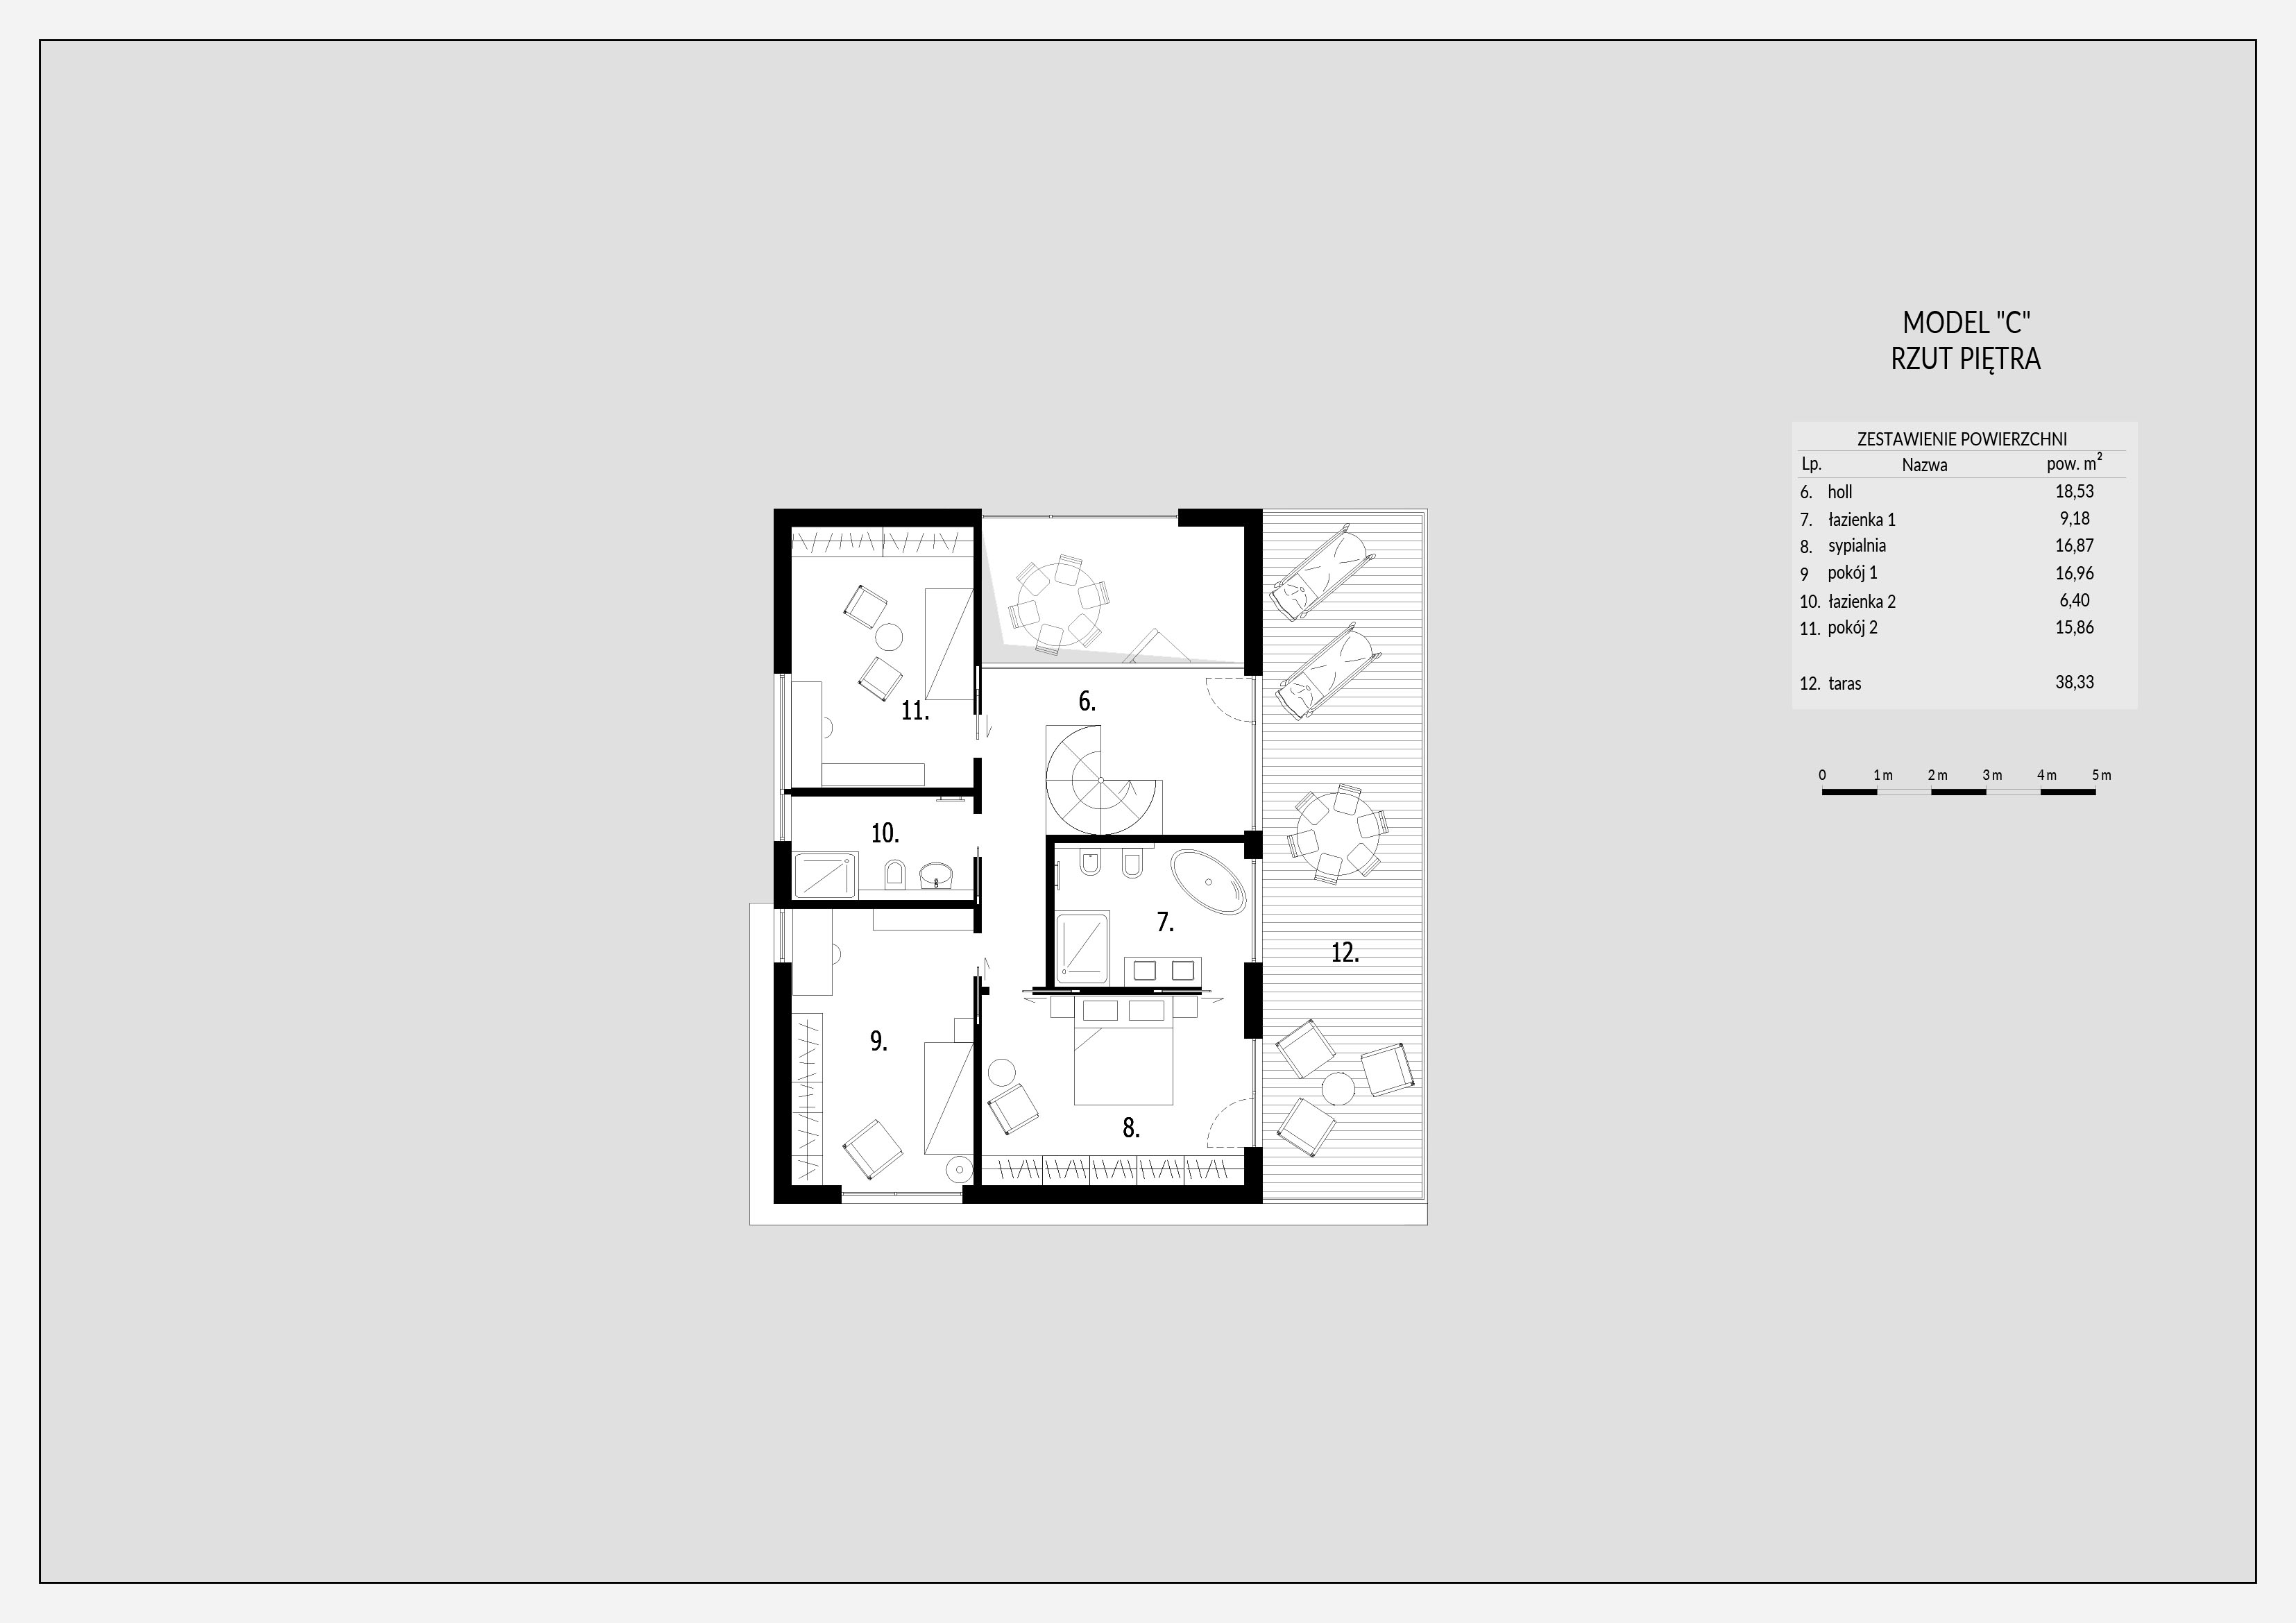 MODEL "C"
RZUT PIĘTRA
ZESTAWIENIE POWIERZCHNI
Lp. Nazwa pow. m²
6. holl 18,53
7. łazienka 1 9,18
8. sypialnia 16,87
9 pokój 1 16,96
10. łazienka 2 6,40
11. pokój 2 15,86
12. taras 38,33
0 1 m 2 m 3 m 4 m 5 m
6.
11.
10.
7.
12.
9.
8.